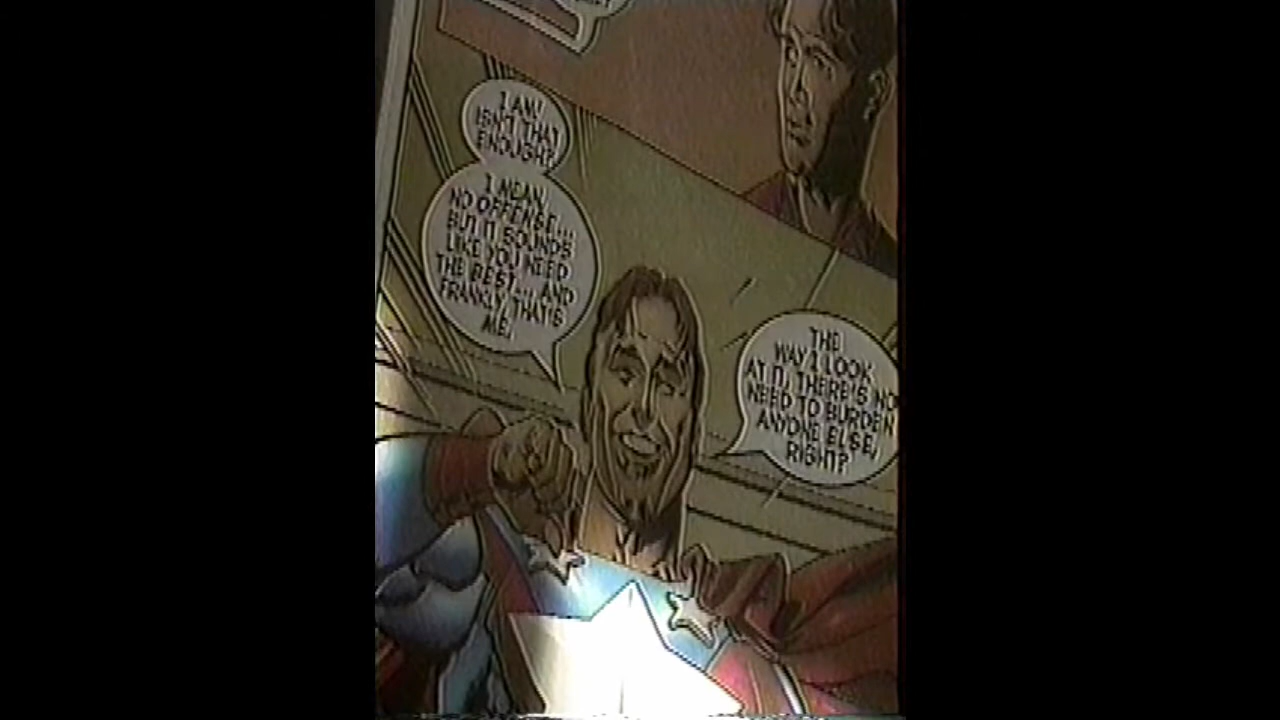 I AM!
ISN'T THAT
ENOUGH?
I MEAN,
NO OFFENSE...
BUT IT SOUNDS
LIKE YOU NEED
THE BEST... AND
FRANKLY, THAT'S
ME.
THE
WAY I LOOK
AT IT, THERE'S NO
NEED TO BURDEN
ANYONE ELSE,
RIGHT?